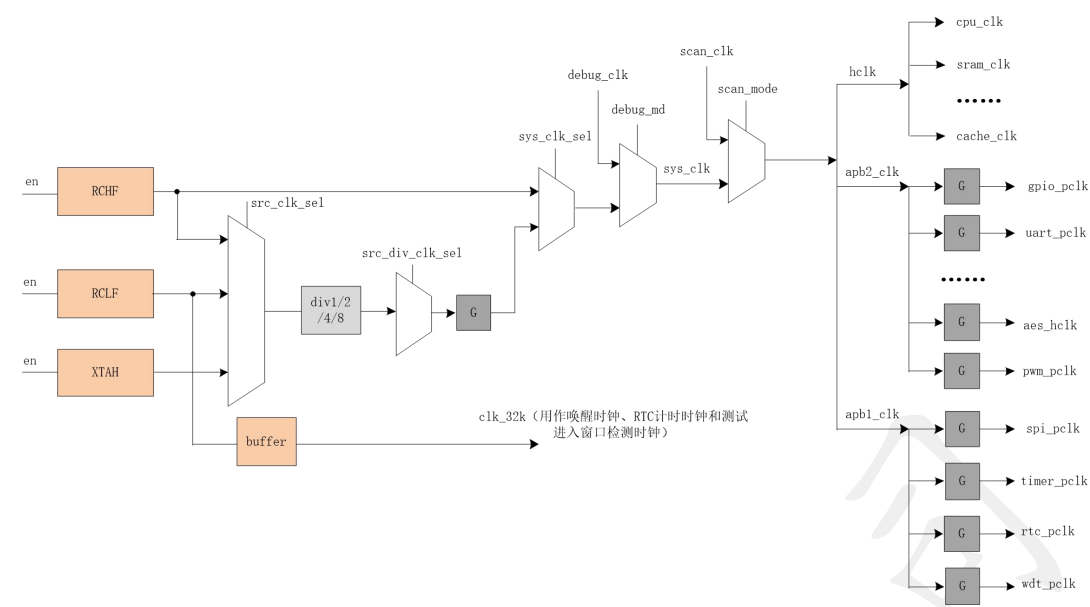 cpu_clk
scan_clk
hclk
sram_clk
debug_clk
scan_mode
......
debug_md
sys_clk_sel
cache_clk
sys_clk
apb2_clk
en
RCHF
G
gpio_pclk
src_clk_sel
G
uart_pclk
src_div_clk_sel
......
en
RCLF
div1/2
/4/8
G
G
aes_hclk
en
XTAH
G
pwm_pclk
clk_32k（用作唤醒时钟、RTC计时时钟和测试
进入窗口检测时钟）
apb1_clk
G
spi_pclk
buffer
G
timer_pclk
G
rtc_pclk
G
wdt_pclk